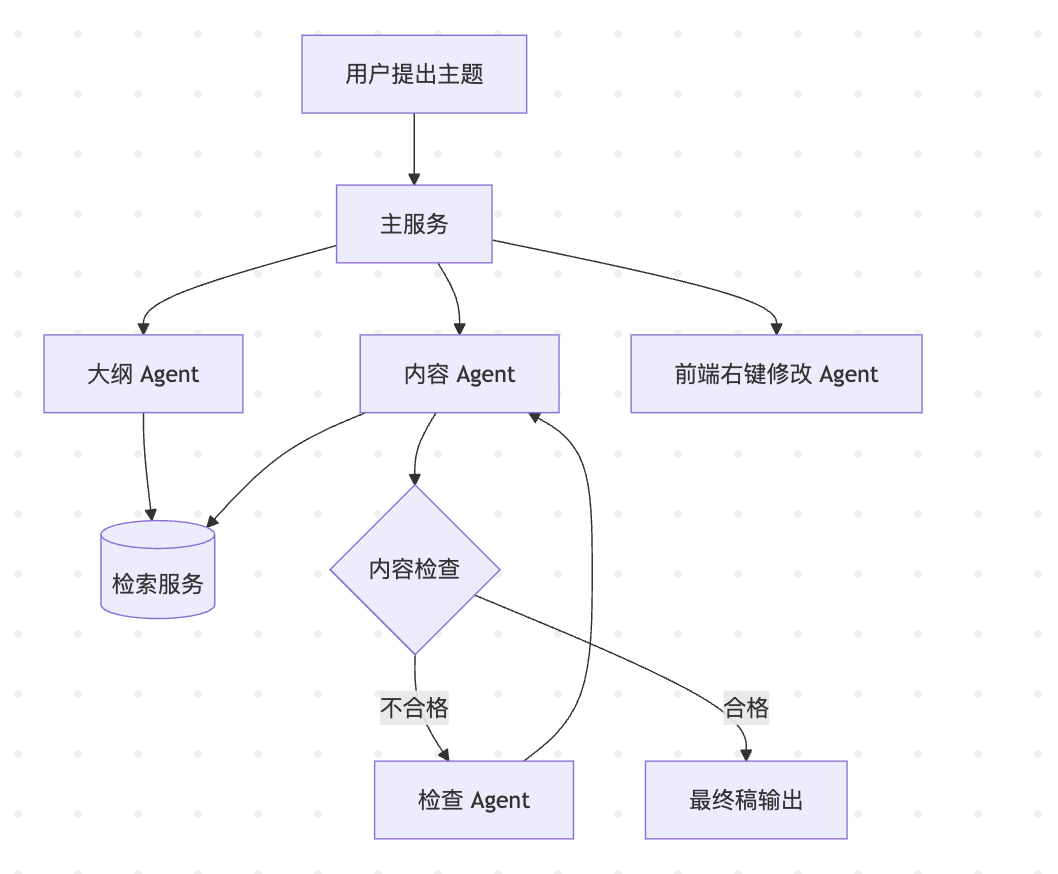 用户提出主题
主服务
大纲 Agent
内容 Agent
前端右键修改 Agent
检索服务
内容检查
不合格
合格
检查 Agent
最终稿输出